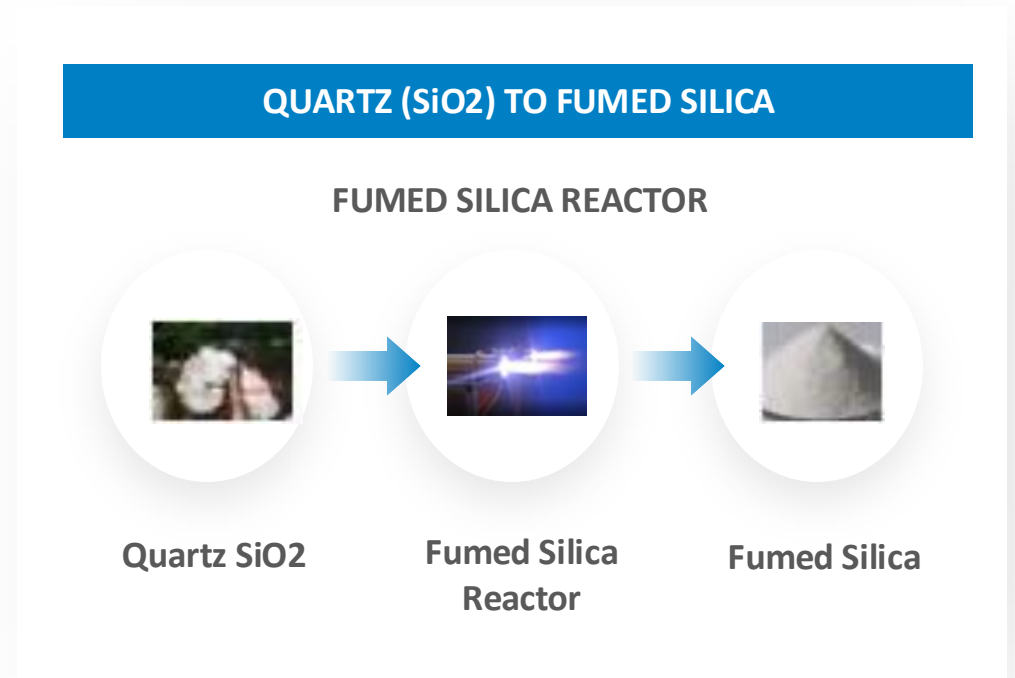 QUARTZ (SiO2) TO FUMED SILICA
FUMED SILICA REACTOR
Quartz SiO2
Fumed Silica
Reactor
Fumed Silica